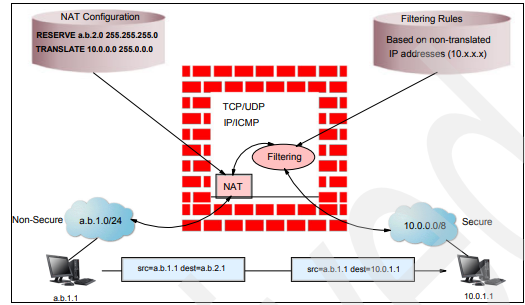 NAT Configuration
RESERVE a.b.2.0 255.255.255.0
TRANSLATE 10.0.0.0 255.0.0.0
Filtering Rules
Based on non-translated
IP addresses (10.x.x.x)
TCP/UDP
IP/ICMP
Filtering
NAT
Non-Secure
a.b.1.0/24
10.0.0.0/8
Secure
src=a.b.1.1 dest=a.b.2.1
src=a.b.1.1 dest=10.0.1.1
a.b.1.1
10.0.1.1